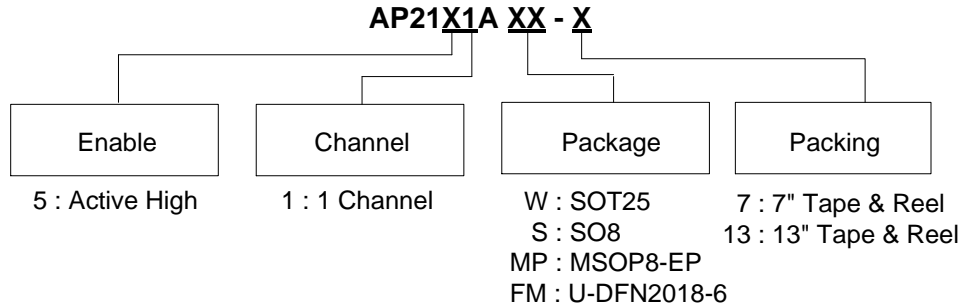 AP21X1A XX - X
Enable
Channel
Package
Packing
5 : Active High
1 : 1 Channel
W : SOT25
S : SO8
MP : MSOP8-EP
FM : U-DFN2018-6
7 : 7" Tape & Reel
13 : 13" Tape & Reel